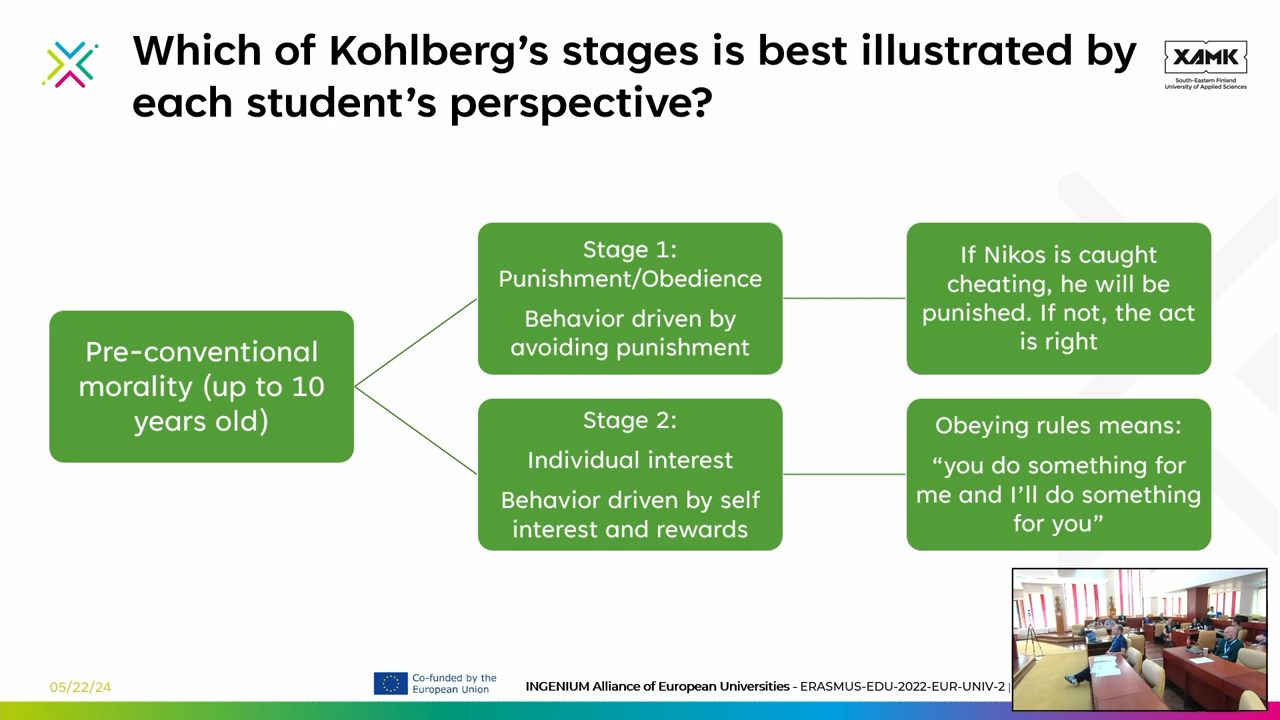 Which of Kohlberg’s stages is best illustrated by
each student’s perspective?
XAMK
South-Eastern Finland
University of Applied Sciences
Pre-conventional
morality (up to 10
years old)
Stage 1:
Punishment/Obedience
Behavior driven by
avoiding punishment
If Nikos is caught
cheating, he will be
punished. If not, the act
is right
Stage 2:
Individual interest
Behavior driven by self
interest and rewards
Obeying rules means:
“you do something for
me and I’ll do something
for you”
05/22/24
Co-funded by the
European Union
INGENIUM Alliance of European Universities - ERASMUS-EDU-2022-EUR-UNIV-2 |